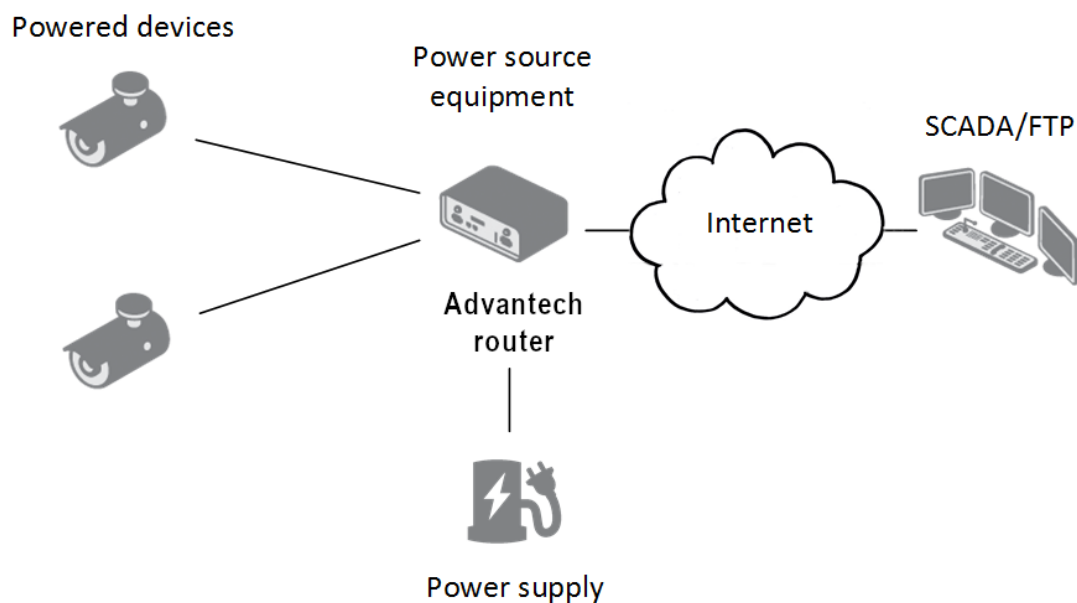 Powered devices
Power source
equipment
SCADA/FTP
Internet
Advantech
router
Power supply